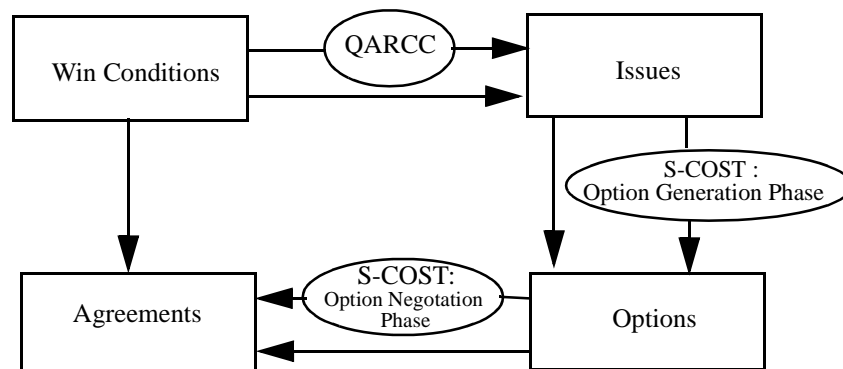 QARCC
Win Conditions
Issues
S-COST :
Option Generation Phase
S-COST:
Option Negotation
Phase
Agreements
Options